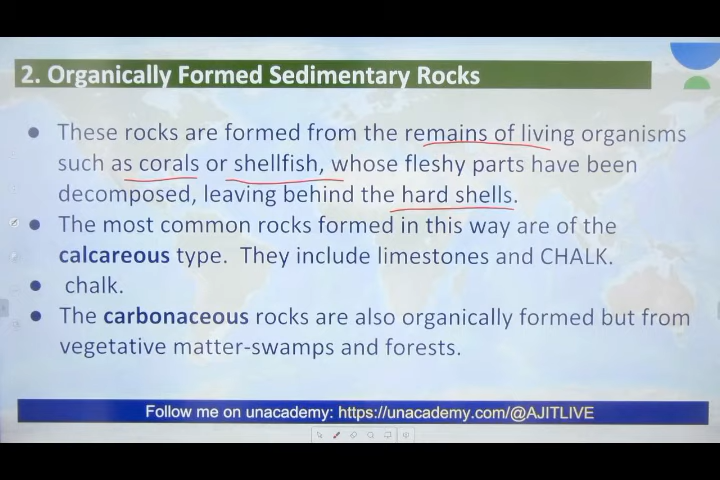 2. Organically Formed Sedimentary Rocks
● These rocks are formed from the remains of living organisms
such as corals or shellfish, whose fleshy parts have been
decomposed, leaving behind the hard shells.
● The most common rocks formed in this way are of the
calcareous type. They include limestones and CHALK.
● chalk.
● The carbonaceous rocks are also organically formed but from
vegetative matter-swamps and forests.
Follow me on unacademy: https://unacademy.com/@AJITLIVE